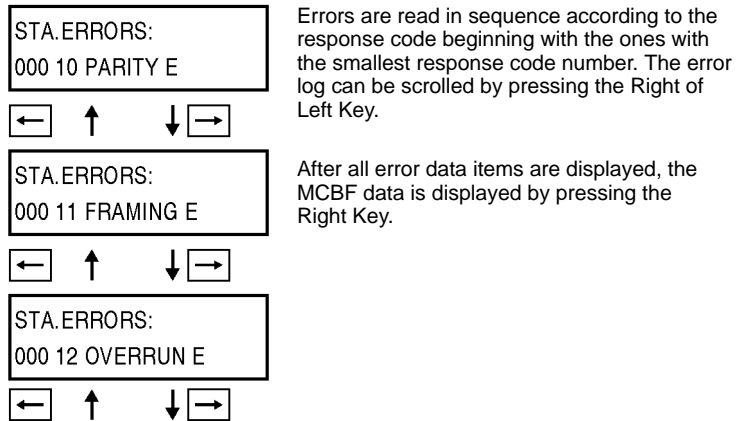 STA.ERRORS:
000 10 PARITY E
Errors are read in sequence according to the
response code beginning with the ones with
the smallest response code number. The error
log can be scrolled by pressing the Right of
Left Key.
STA.ERRORS:
000 11 FRAMING E
After all error data items are displayed, the
MCBF data is displayed by pressing the
Right Key.
STA.ERRORS:
000 12 OVERRUN E